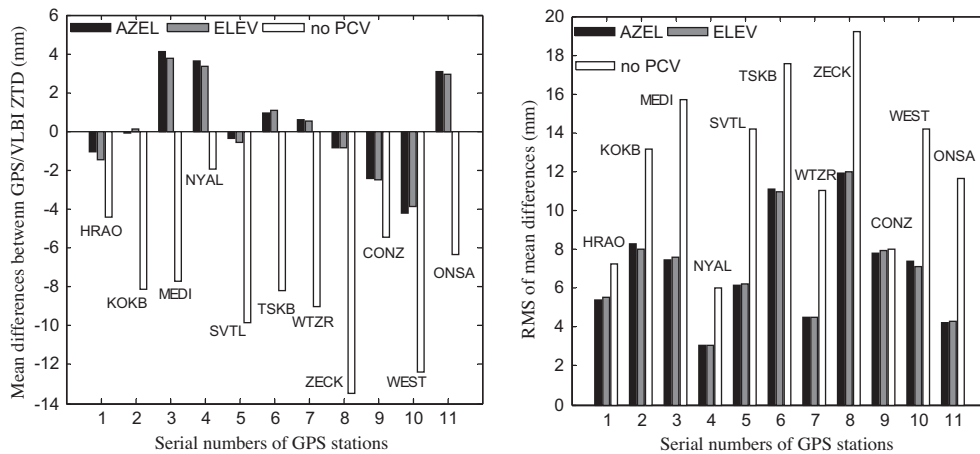 AZEL ELEV no PCV
6
4
2
0
-2
-4
-6
-8
-10
-12
-14
Mean differences betwenn GPS/VLBI ZTD (mm)
HRAO
KOKB
MEDI
NYAL
SVTL
TSKB
WTZR
ZECK
CONZ
WEST
ONSA
1 2 3 4 5 6 7 8 9 10 11
Serial numbers of GPS stations
AZEL ELEV
no PCV
20
18
16
14
12
10
8
6
4
2
0
RMS of mean differences (mm)
HRAO
KOKB
MEDI
NYAL
SVTL
TSKB
WTZR
ZECK
CONZ
WEST
ONSA
1 2 3 4 5 6 7 8 9 10 11
Serial numbers of GPS stations